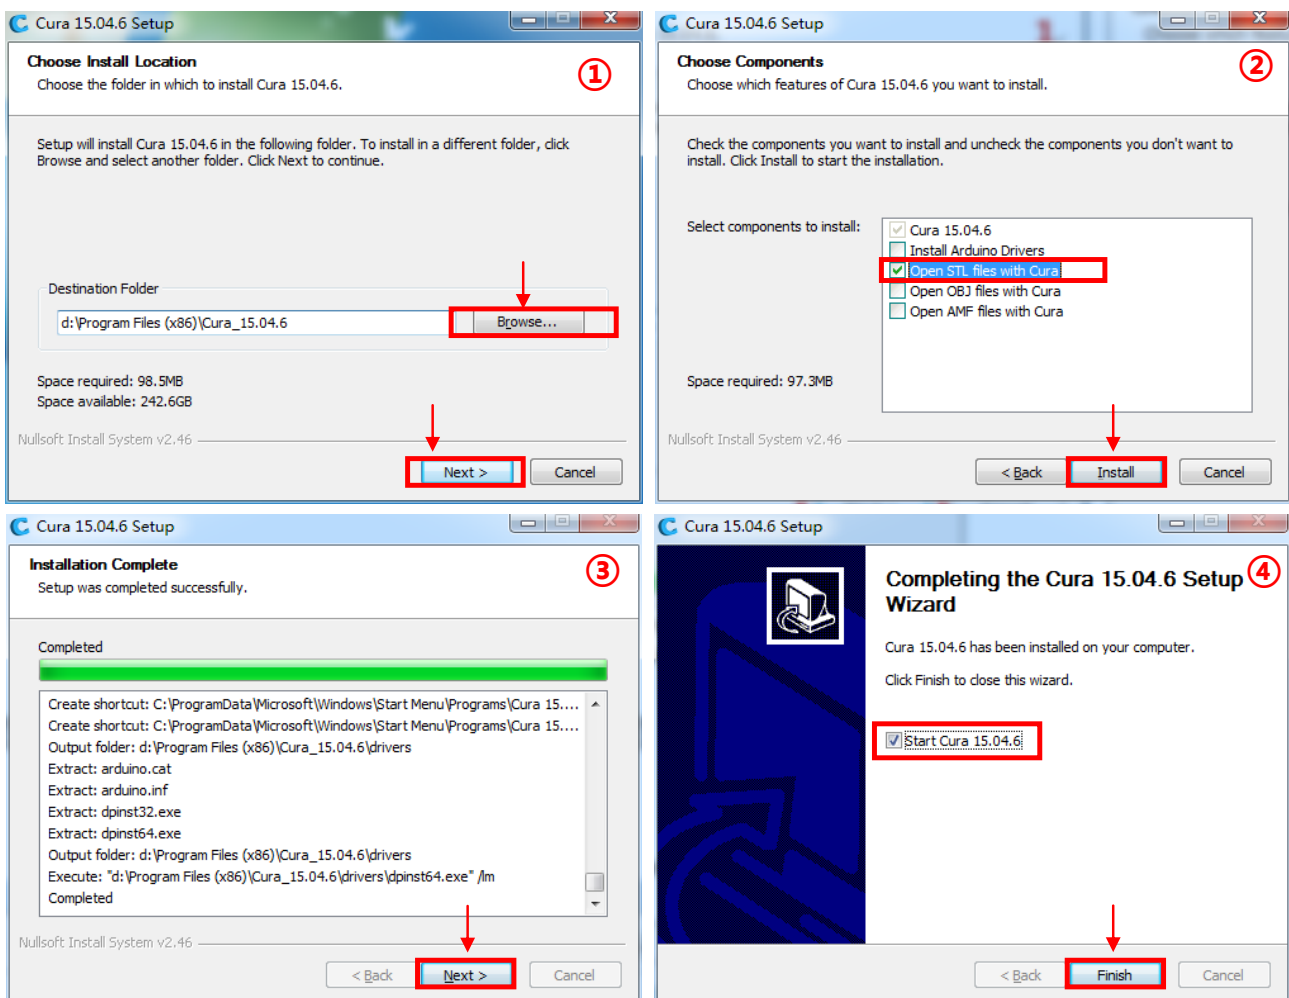 Cura 15.04.6 Setup
Choose Install Location
Choose the folder in which to install Cura 15.04.6.
①
Setup will install Cura 15.04.6 in the following folder. To install in a different folder, click
Browse and select another folder. Click Next to continue.
Destination Folder
d:\Program Files (x86)\Cura_15.04.6
Browse...
Space required: 98.5MB
Space available: 242.6GB
Nullsoft Install System v2.46
Next >
Cancel
Cura 15.04.6 Setup
Choose Components
Choose which features of Cura 15.04.6 you want to install.
②
Check the components you want to install and uncheck the components you don't want to
install. Click Install to start the installation.
Select components to install:
Cura 15.04.6
Install Arduino Drivers
Open STL files with Cura
Open OBJ files with Cura
Open AMF files with Cura
Space required: 97.3MB
Nullsoft Install System v2.46
< Back
Install
Cancel
Cura 15.04.6 Setup
Installation Complete
Setup was completed successfully.
③
Completed
Create shortcut: C:\ProgramData\Microsoft\Windows\Start Menu\Programs\Cura 15....
Create shortcut: C:\ProgramData\Microsoft\Windows\Start Menu\Programs\Cura 15....
Output folder: d:\Program Files (x86)\Cura_15.04.6\drivers
Extract: arduino.cat
Extract: arduino.inf
Extract: dpinst32.exe
Extract: dpinst64.exe
Output folder: d:\Program Files (x86)\Cura_15.04.6\drivers
Execute: "d:\Program Files (x86)\Cura_15.04.6\drivers\dpinst64.exe" /lm
Completed
Nullsoft Install System v2.46
< Back
Next >
Cancel
Cura 15.04.6 Setup
Completing the Cura 15.04.6 Setup
Wizard
④
Cura 15.04.6 has been installed on your computer.
Click Finish to close this wizard.
Start Cura 15.04.6
< Back
Finish
Cancel